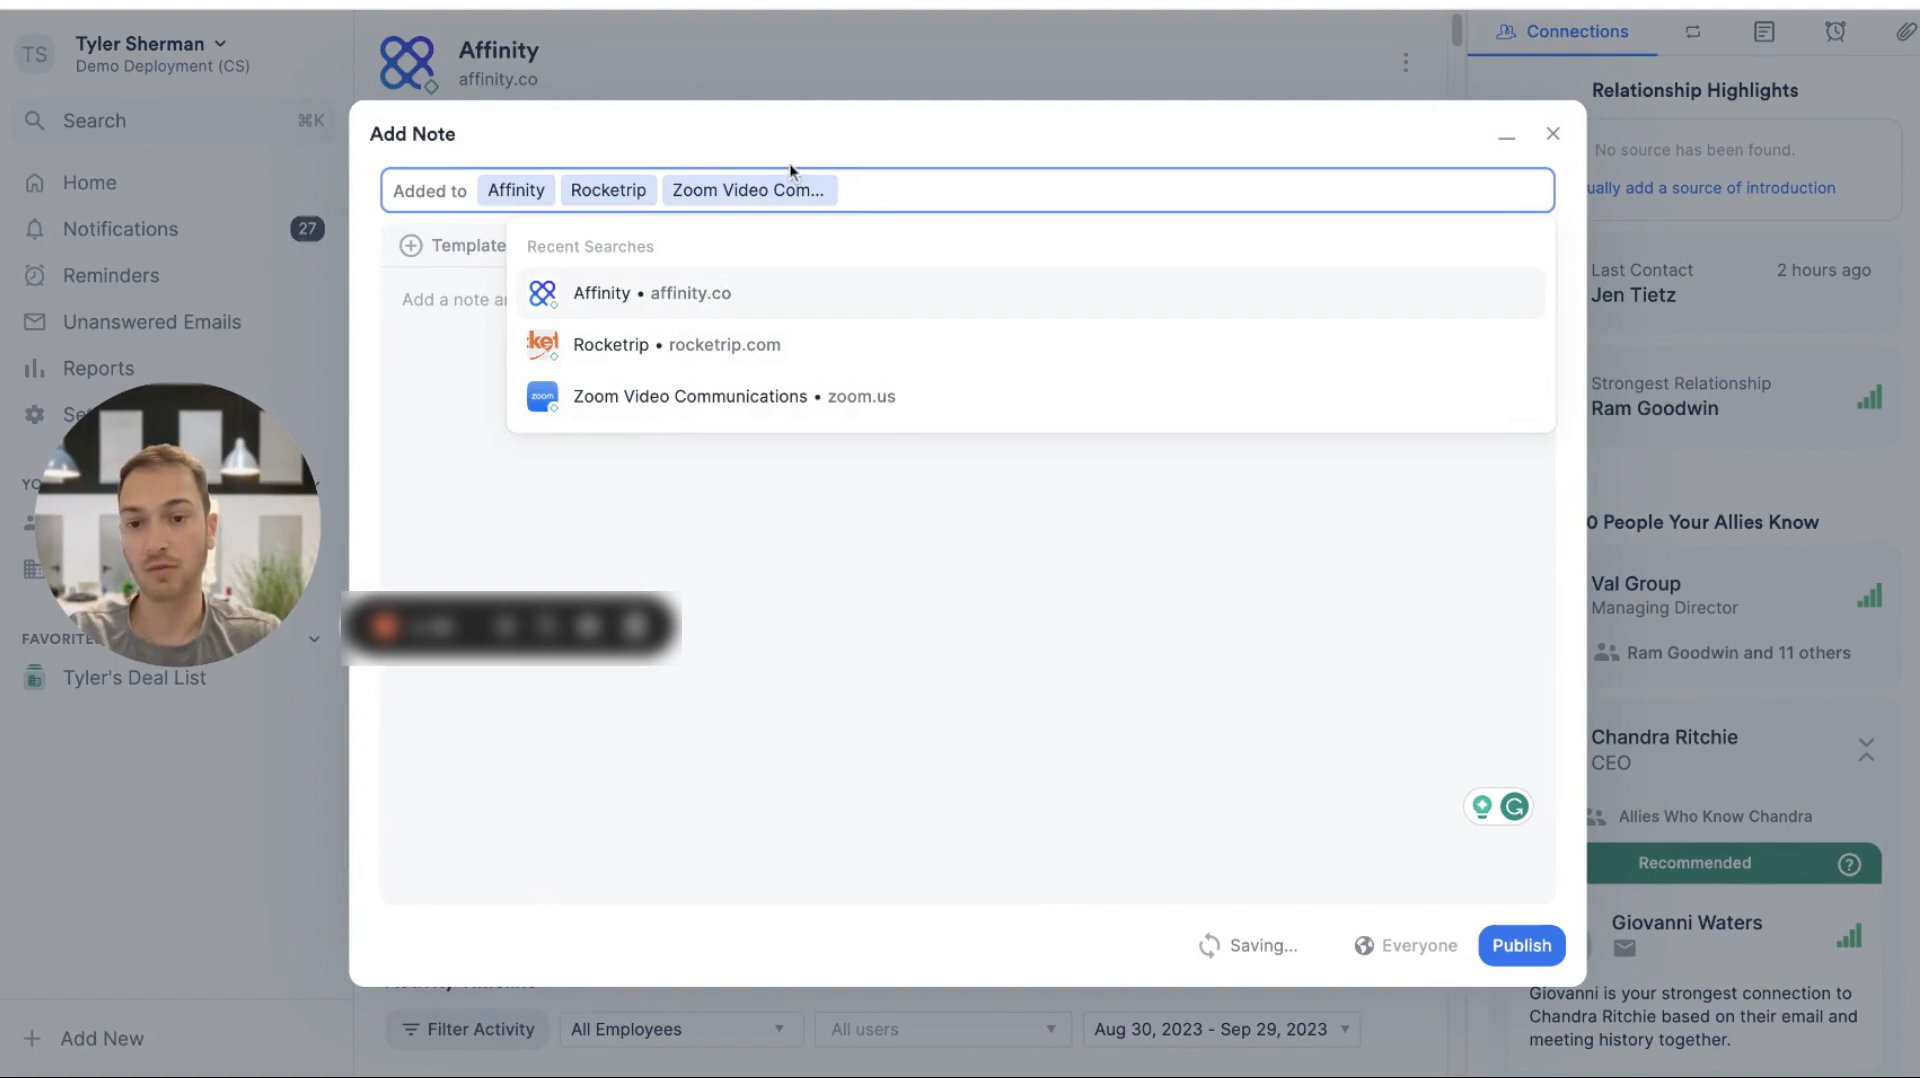 TS
Tyler Sherman
Demo Deployment (CS)
Search
⌘K
Home
Notifications
27
Reminders
Unanswered Emails
Reports
Tyler's Deal List
Add New
Affinity
affinity.co
Add Note
Added to Affinity Rocketrip Zoom Video Com...
Template
Recent Searches
Add a note
Affinity • affinity.co
Rocketrip • rocketrip.com
zoom
Zoom Video Communications • zoom.us
Saving...
Everyone
Publish
Filter Activity
All Employees
All users
Aug 30, 2023 - Sep 29, 2023
Connections
Relationship Highlights
No source has been found.
ually add a source of introduction
Last Contact
2 hours ago
Jen Tietz
Strongest Relationship
Ram Goodwin
0 People Your Allies Know
Val Group
Managing Director
Ram Goodwin and 11 others
Chandra Ritchie
CEO
Allies Who Know Chandra
Recommended
Giovanni Waters
Giovanni is your strongest connection to
Chandra Ritchie based on their email and
meeting history together.